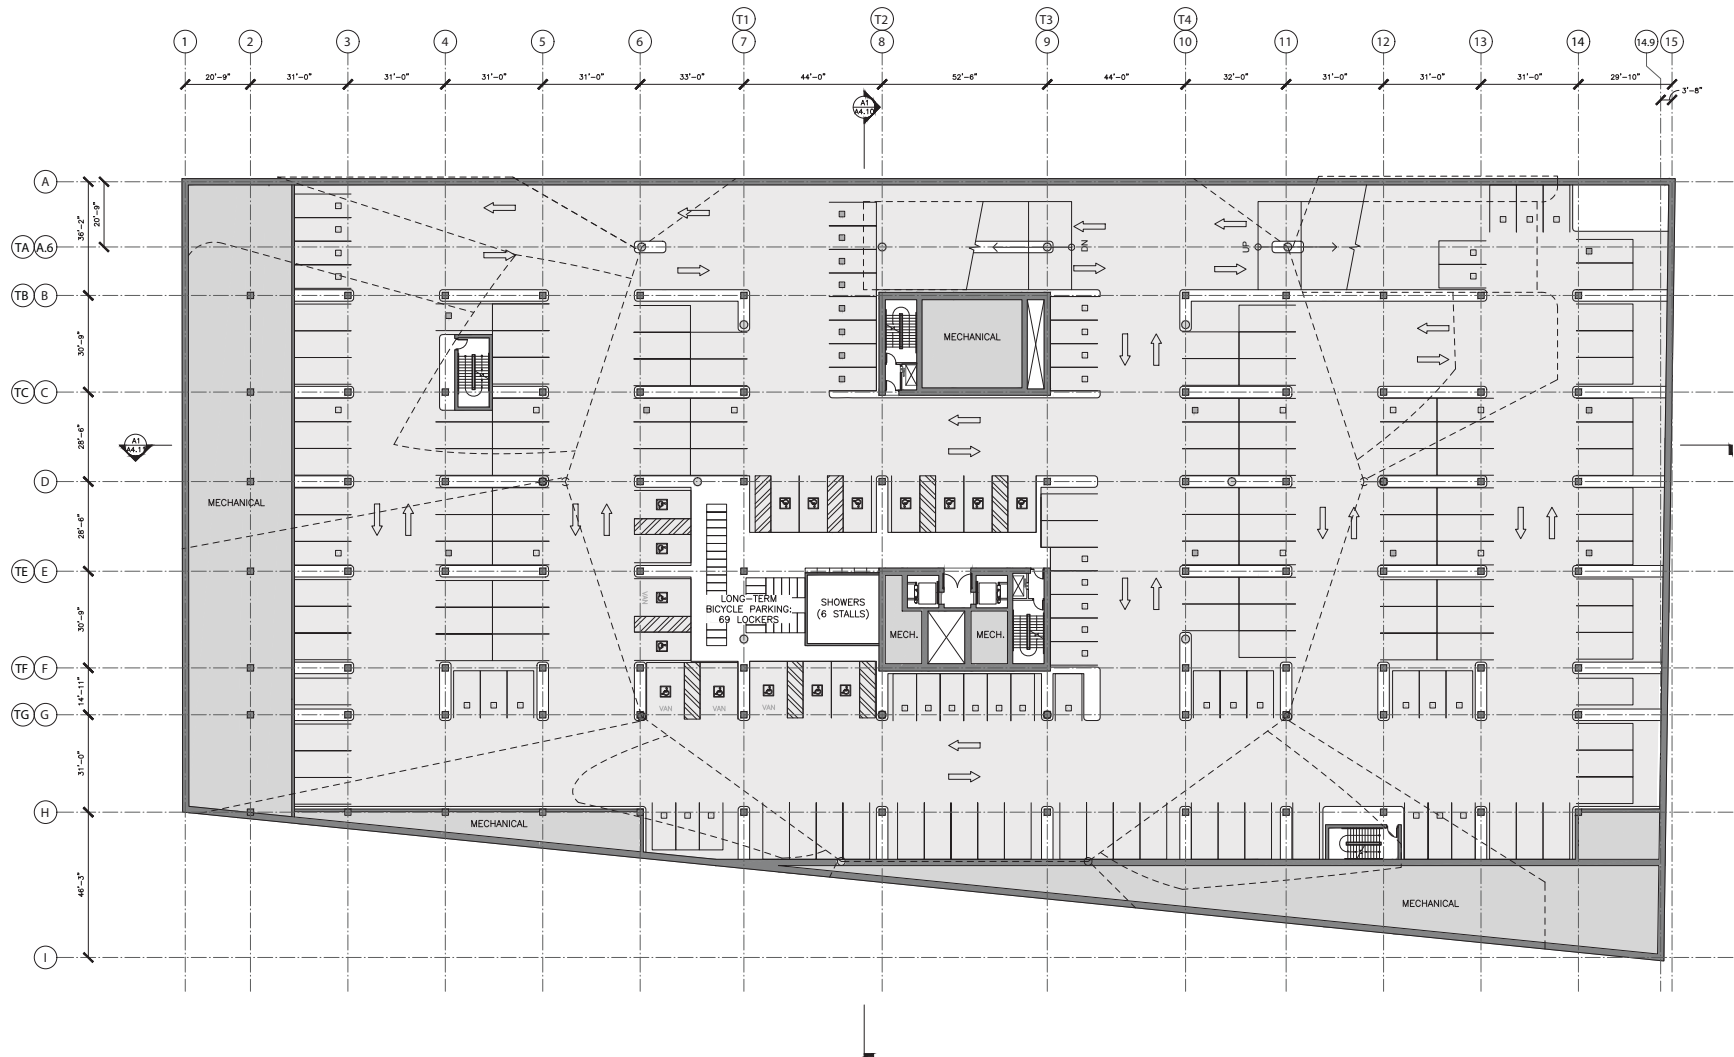 T1 T2 T3 T4
1 2 3 4 5 6 7 8 9 10 11 12 13 14 14.9 15
20'-9" 31'-0" 31'-0" 31'-0" 31'-0" 33'-0" 44'-0" 52'-6" 44'-0" 32'-0" 31'-0" 31'-0" 31'-0" 29'-10"
3'-8"
A1
A4.10
A
36'-2"
20'-9"
TA A.6
DN
UP
TB B
30'-9"
MECHANICAL
TC C
28'-6"
A1
A4.11
D
MECHANICAL
28'-6"
TE E
VAN
LONG-TERM
BICYCLE PARKING:
69 LOCKERS
SHOWERS
(6 STALLS)
30'-9"
MECH. MECH.
TF F
14'-11"
VAN VAN VAN
TG G
31'-0"
H
MECHANICAL
46'-3"
MECHANICAL
I